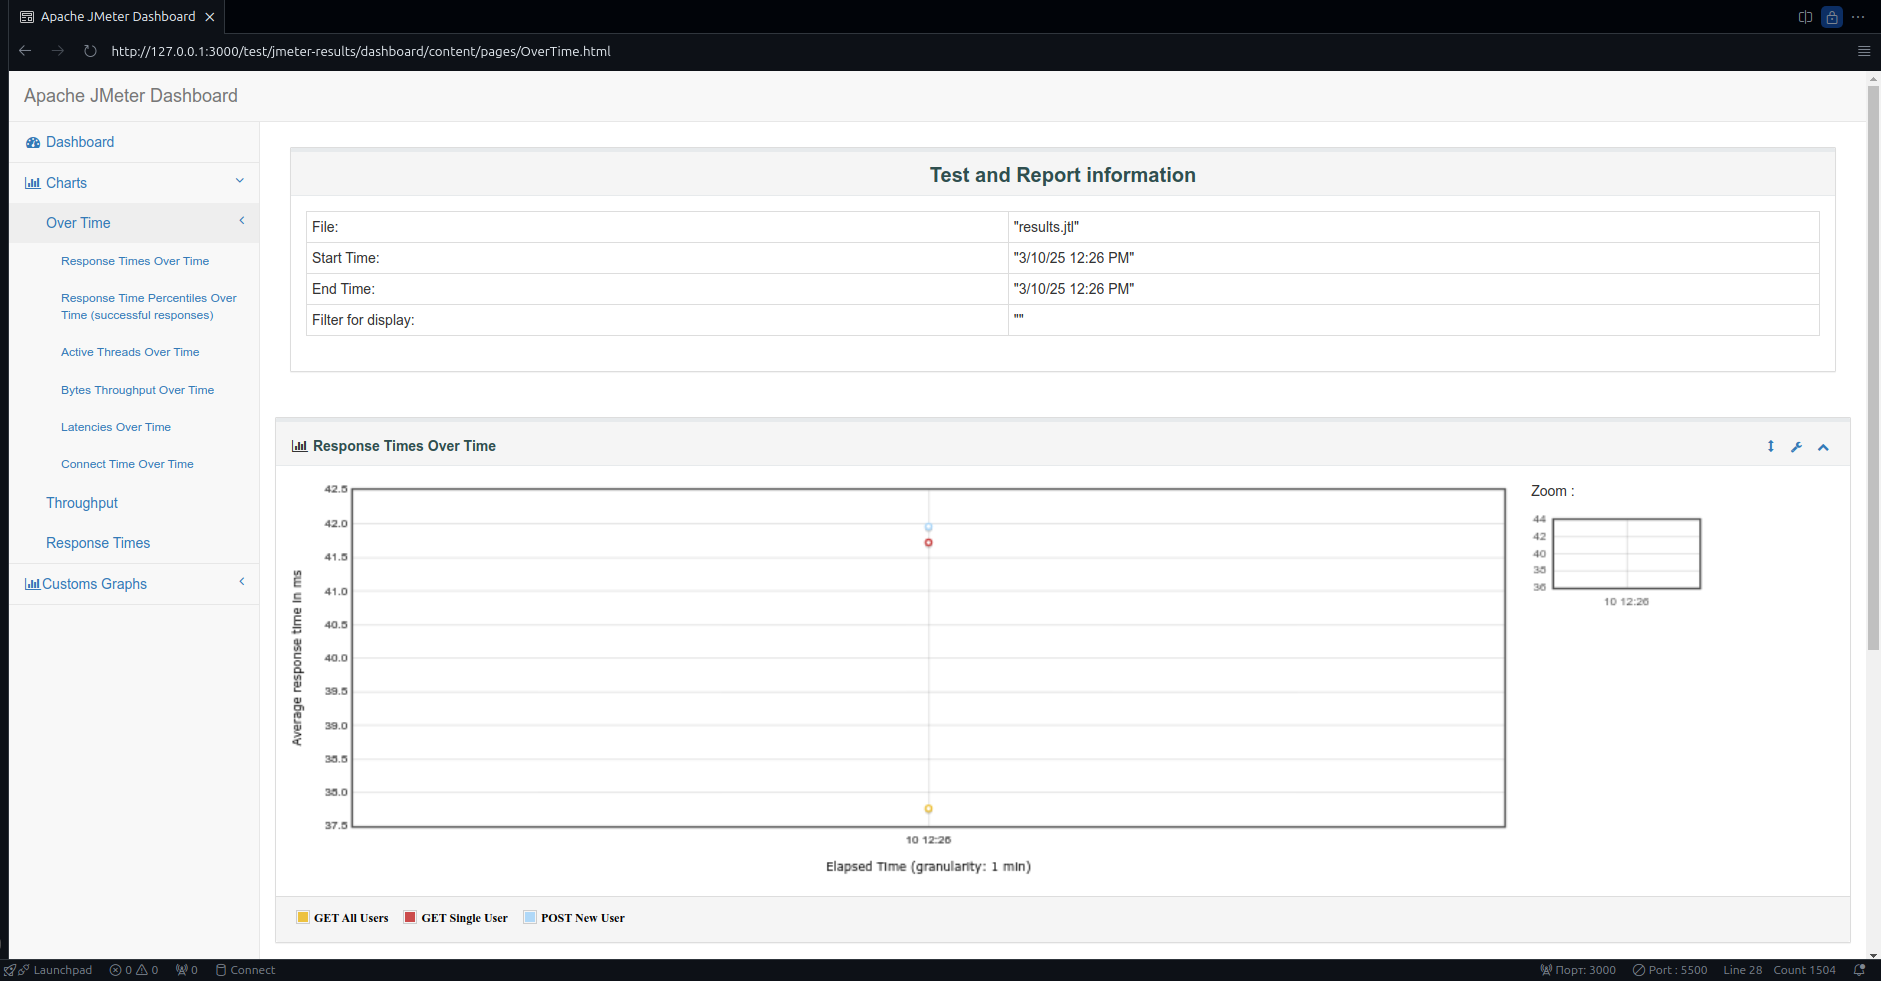 Apache JMeter Dashboard
http://127.0.0.1:3000/test/jmeter-results/dashboard/content/pages/OverTime.html
Apache JMeter Dashboard
Dashboard
Charts
Over Time
Response Times Over Time
Response Time Percentiles Over
Time (successful responses)
Active Threads Over Time
Bytes Throughput Over Time
Latencies Over Time
Connect Time Over Time
Throughput
Response Times
Customs Graphs
Test and Report information
File: "results.jtl"
Start Time: "3/10/25 12:26 PM"
End Time: "3/10/25 12:26 PM"
Filter for display: ""
Response Times Over Time
Average response time in ms
42.5
42.0
41.5
41.0
40.5
40.0
39.5
39.0
38.5
38.0
37.5
10 12:26
Elapsed Time (granularity: 1 min)
Zoom :
44
42
40
38
36
10 12:26
GET All Users GET Single User POST New User
Launchpad 0 0 0 Connect Порт: 3000 Port : 5500 Line 28 Count 1504